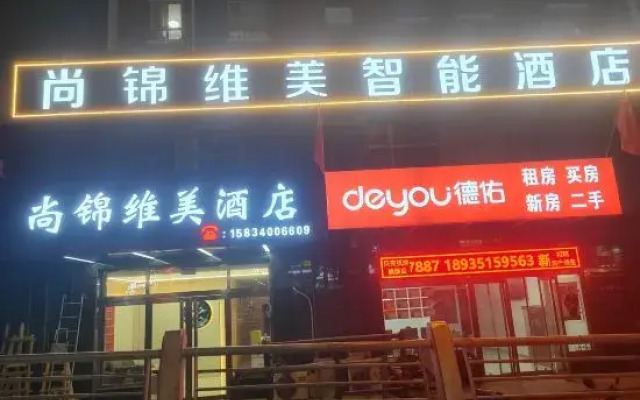 尚锦维美智能酒店
尚锦维美酒店
☎:15834006609
deyou德佑
租房 买房
新房 二手
7887 18935159563 新